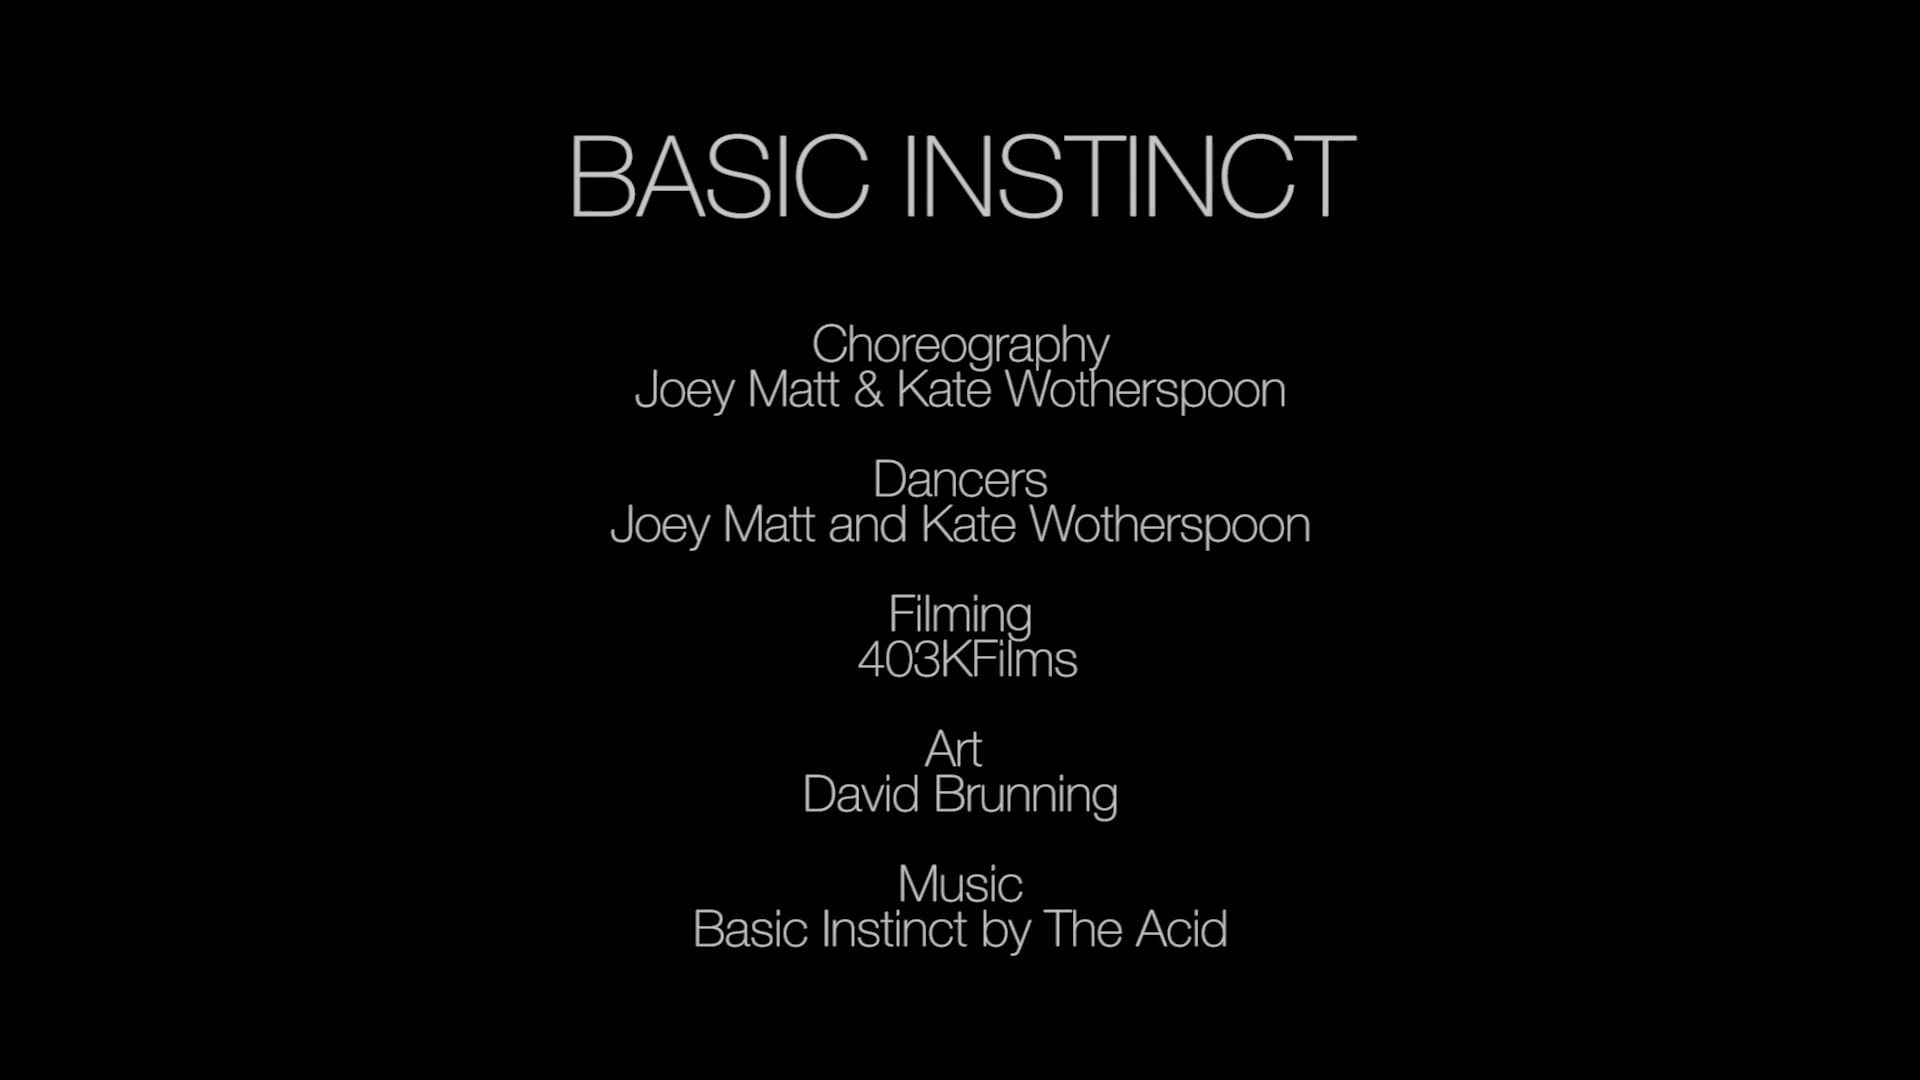 BASIC INSTINCT
Choreography
Joey Matt & Kate Wotherspoon
Dancers
Joey Matt and Kate Wotherspoon
Filming
403KFilms
Art
David Brunning
Music
Basic Instinct by The Acid